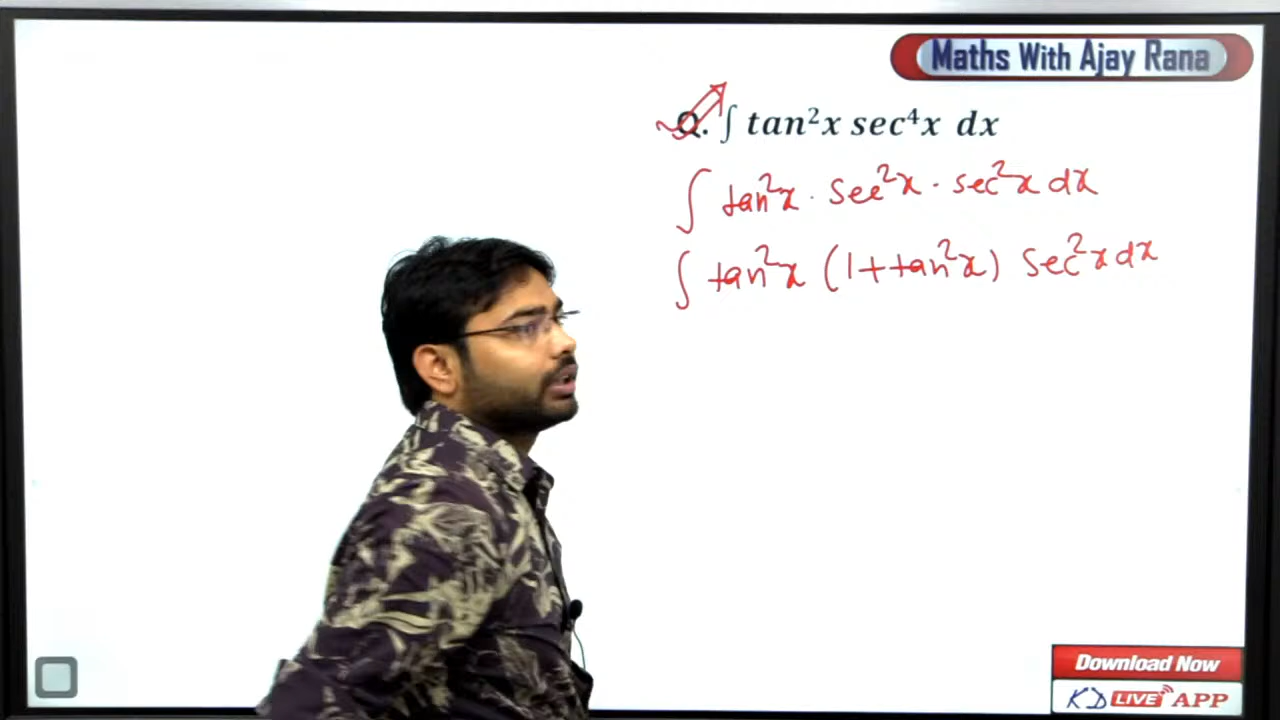 Maths With Ajay Rana
Q. ∫ tan²x sec⁴x dx
∫ tan²x · sec²x · sec²x dx
∫ tan²x (1+tan²x) sec²x dx
Download Now
KD LIVE APP